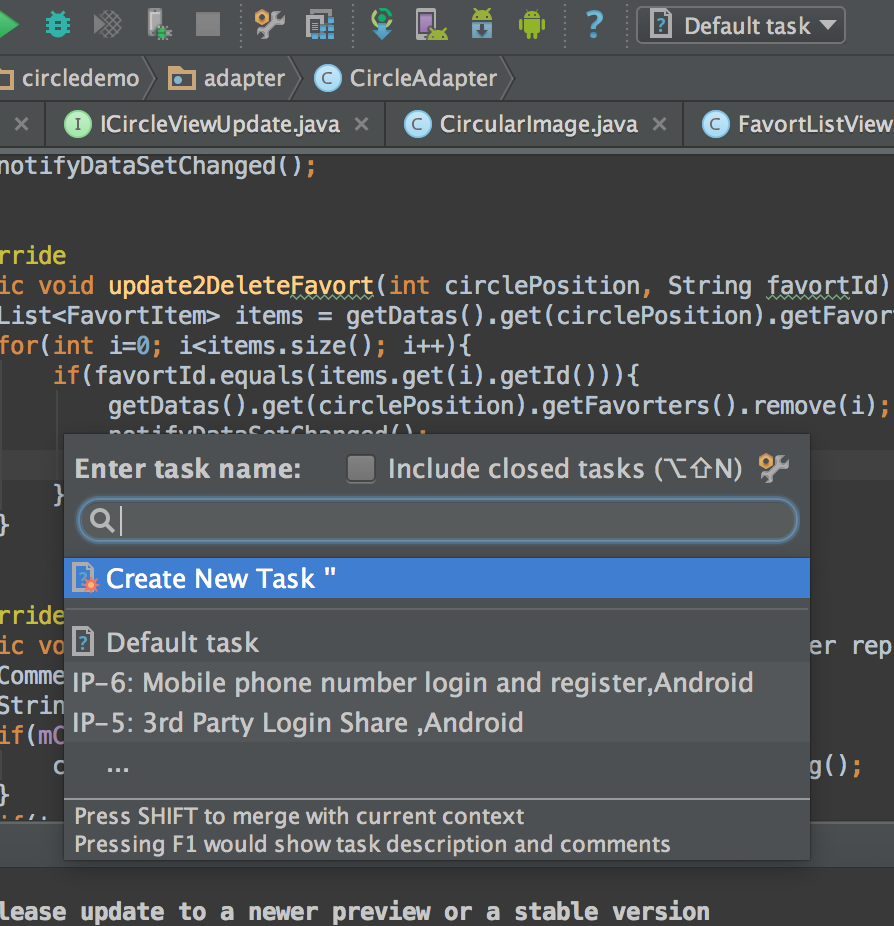 ? Default task
circledemo adapter C CircleAdapter
I ICircleViewUpdate.java C CircularImage.java C FavortListView
notifyDataSetChanged();
rride
ic void update2DeleteFavort(int circlePosition, String favortId)
List<FavortItem> items = getDatas().get(circlePosition).getFavort
for(int i=0; i<items.size(); i++){
if(favortId.equals(items.get(i).getId())){
getDatas().get(circlePosition).getFavorters().remove(i);
notifyDataSetChanged();
Enter task name: Include closed tasks (⌥⇧N)
}
}
Create New Task "
rride
Default task
ic vo er rep
Comme
IP-6: Mobile phone number login and register,Android
Strin
IP-5: 3rd Party Login Share ,Android
if(mC
...
c g();
}
Press SHIFT to merge with current context
if(t
Pressing F1 would show task description and comments
lease update to a newer preview or a stable version